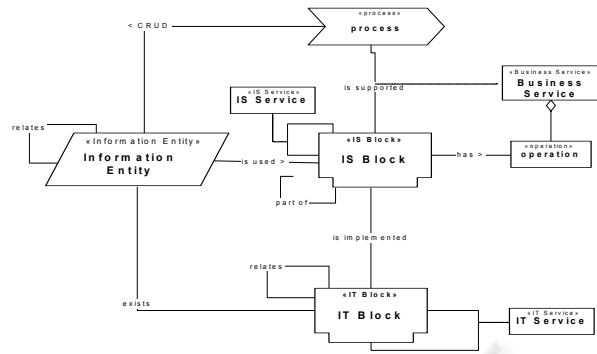 «process»
process
< CRUD
«Business Service»
Business
Service
is supported
«IS Service»
IS Service
relates
«Information Entity»
Information
Entity
is used >
«IS Block»
IS Block
has >
«operation»
operation
part of
is implemented
relates
exists
«IT Block»
IT Block
«IT Service»
IT Service